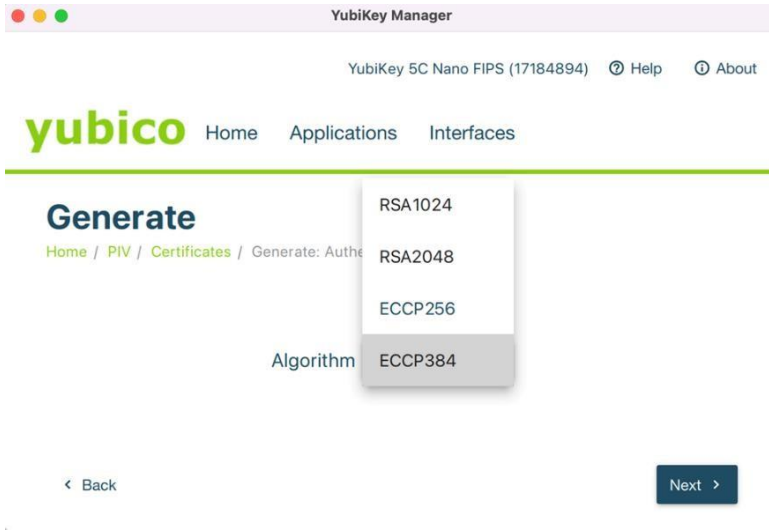 YubiKey Manager
YubiKey 5C Nano FIPS (17184894) Help About
yubico Home Applications Interfaces
Generate
Home / PIV / Certificates / Generate: Authe
RSA1024
RSA2048
ECCP256
Algorithm ECCP384
< Back Next >